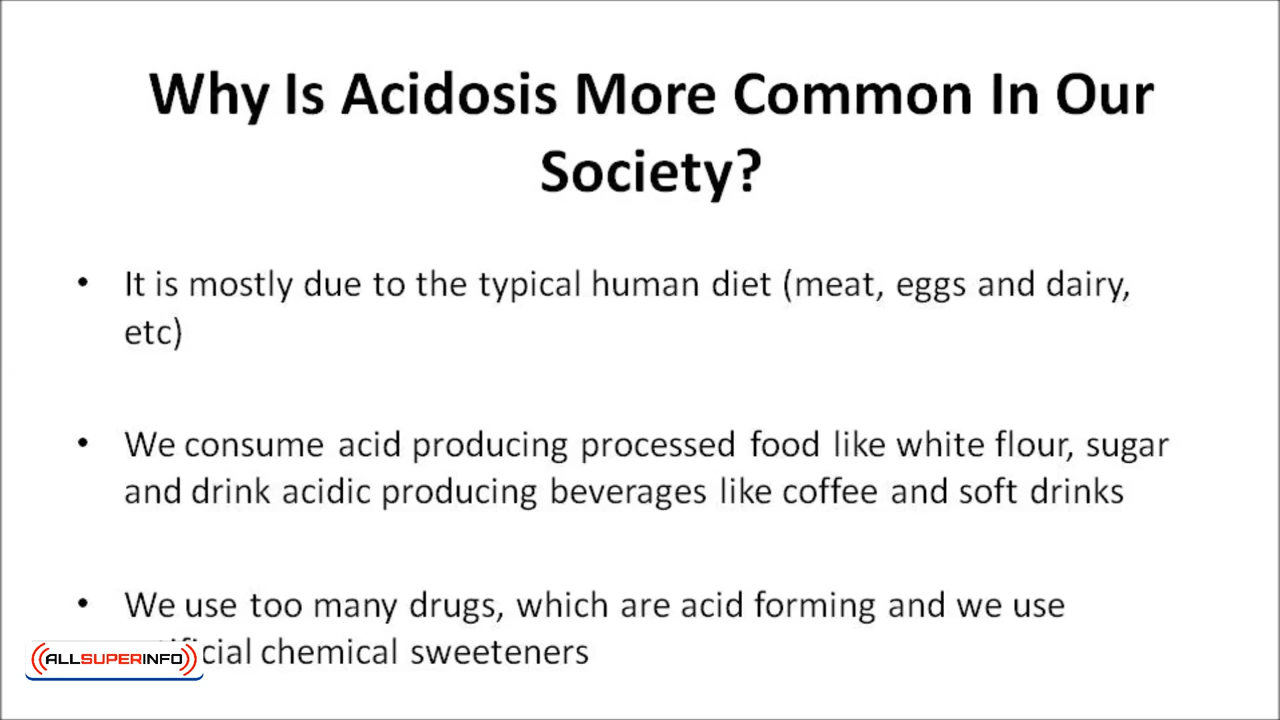 Why Is Acidosis More Common In Our
Society?
• It is mostly due to the typical human diet (meat, eggs and dairy,
etc)
• We consume acid producing processed food like white flour, sugar
and drink acidic producing beverages like coffee and soft drinks
• We use too many drugs, which are acid forming and we use
chemical sweeteners
ALLSUPERINFO